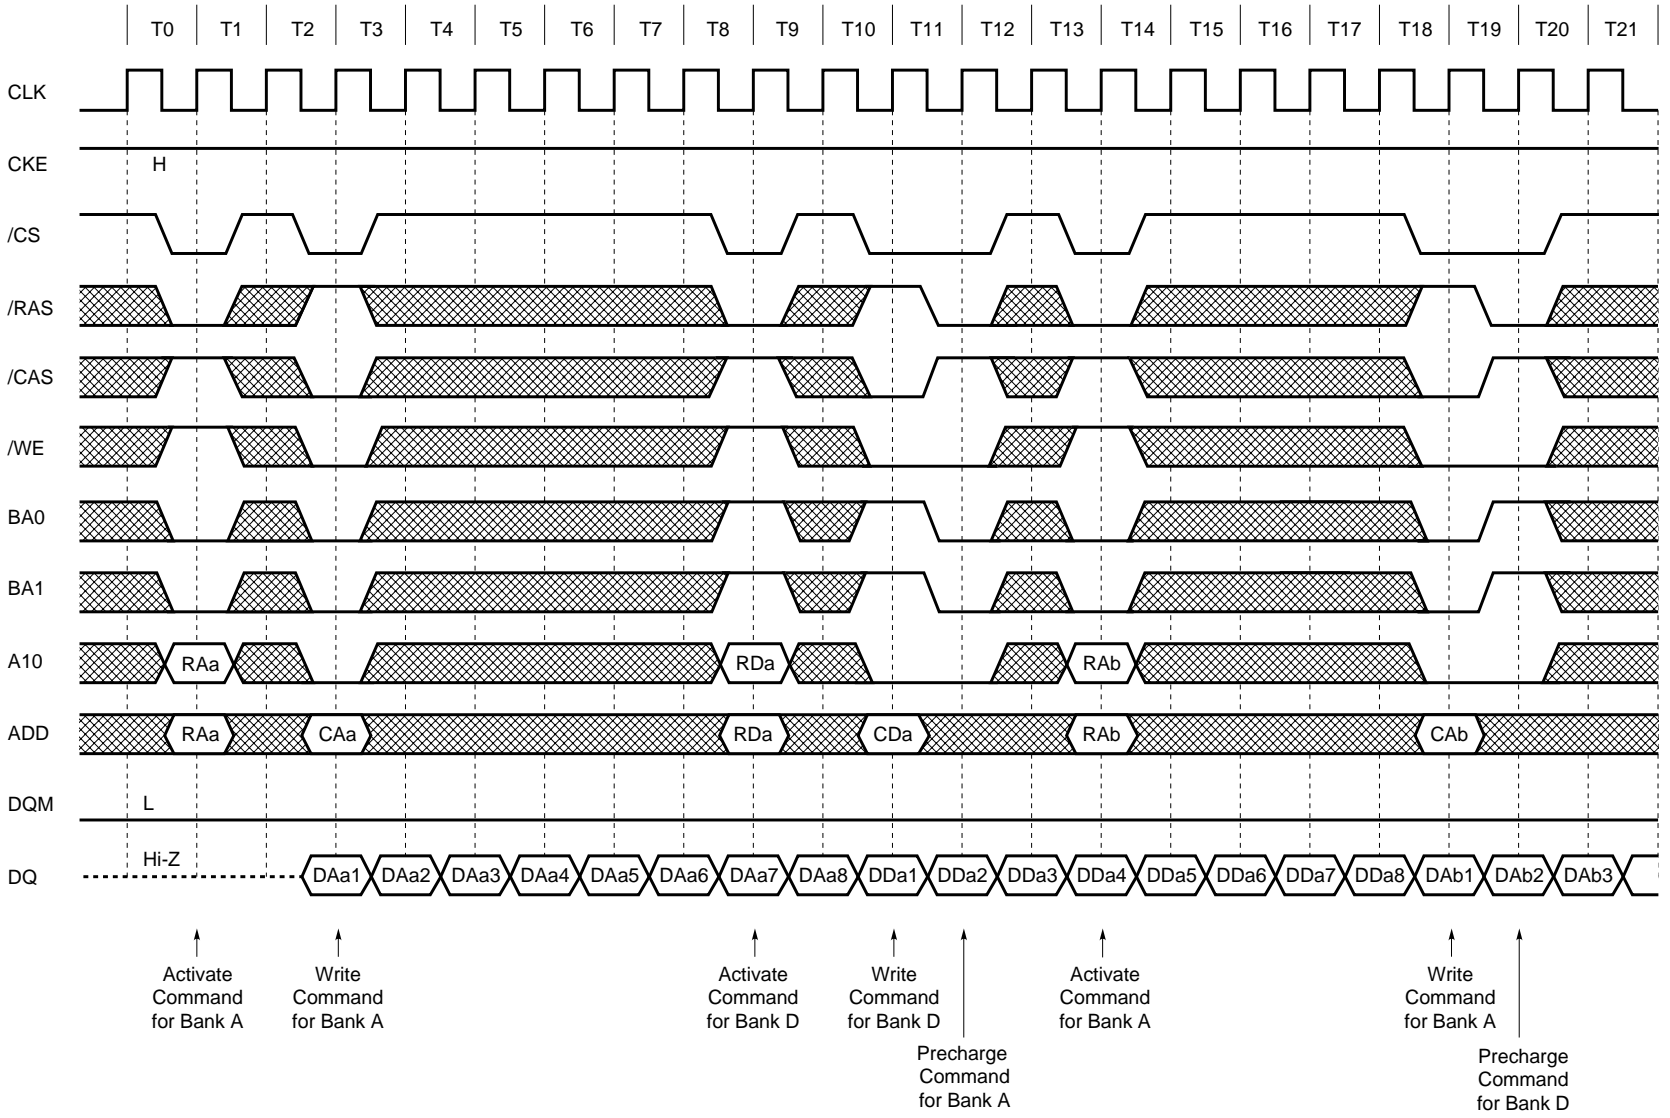 T0 T1 T2 T3 T4 T5 T6 T7 T8 T9 T10 T11 T12 T13 T14 T15 T16 T17 T18 T19 T20 T21
CLK
CKE H
/CS
/RAS
/CAS
/WE
BA0
BA1
A10 RAa RDa RAb
ADD RAa CAa RDa CDa RAb CAb
DQM L
Hi-Z
DQ DAa1 DAa2 DAa3 DAa4 DAa5 DAa6 DAa7 DAa8 DDa1 DDa2 DDa3 DDa4 DDa5 DDa6 DDa7 DDa8 DAb1 DAb2 DAb3
Activate
Command
for Bank A
Write
Command
for Bank A
Activate
Command
for Bank D
Write
Command
for Bank D
Precharge
Command
for Bank A
Activate
Command
for Bank A
Write
Command
for Bank A
Precharge
Command
for Bank D